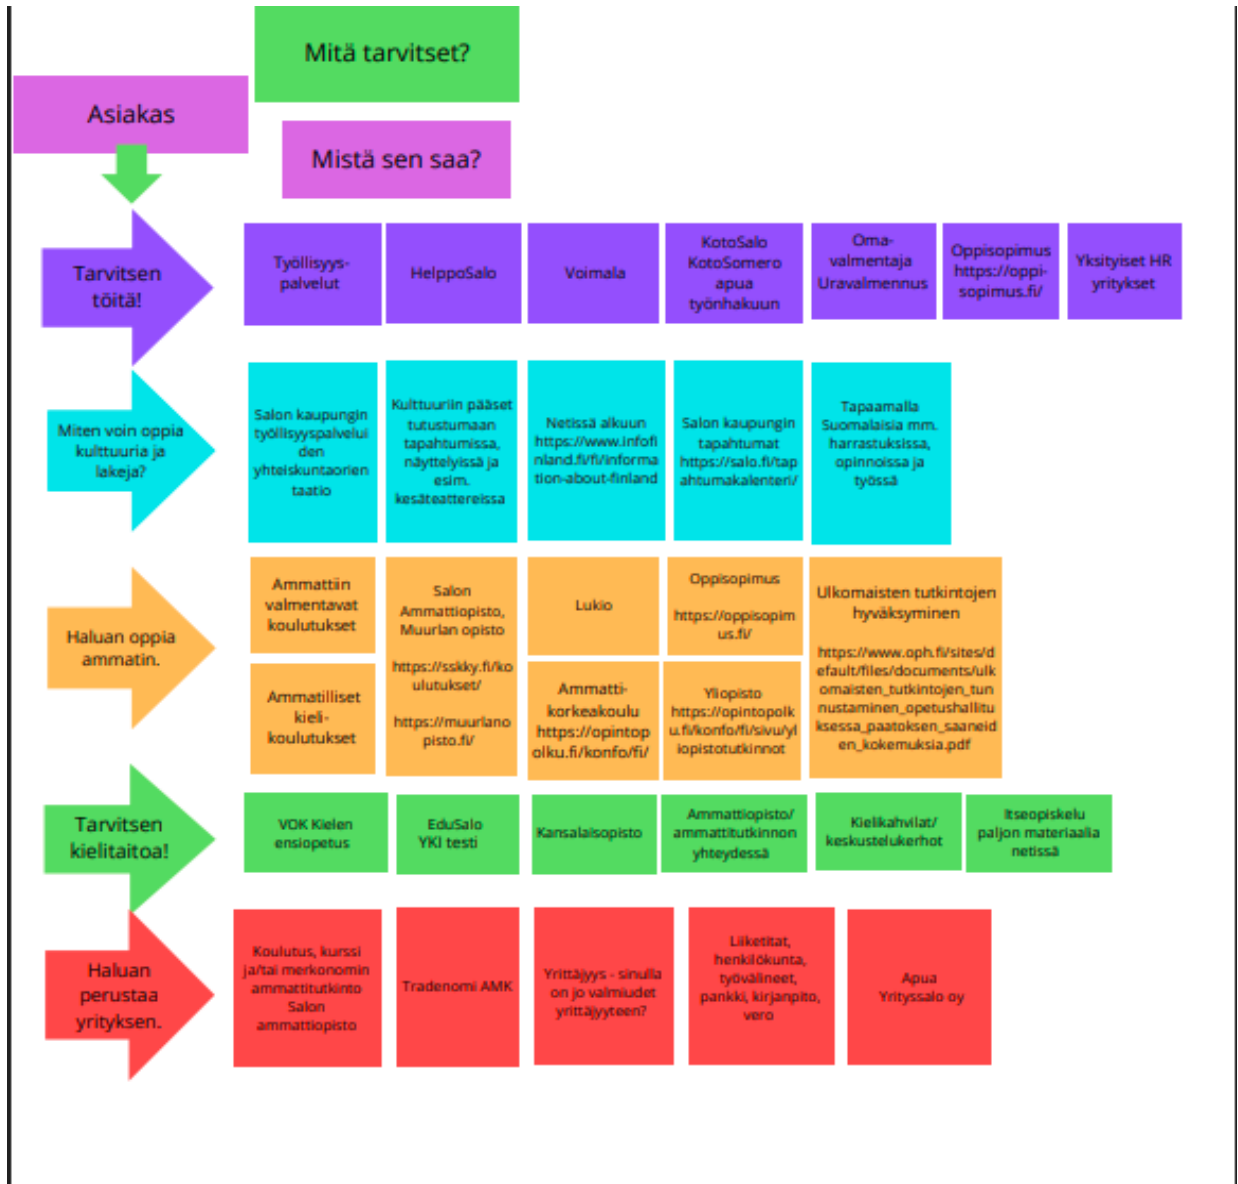 Mitä tarvitset?
Asiakas
Mistä sen saa?
Tarvitsen
töitä!
Työllisyys-
palvelut
HelppoSalo
Voimala
KotoSalo
KotoSomero
apua
työnhakuun
Oma-
valmentaja
Uravalmennus
Oppisopimus
https://oppi-
sopimus.fi/
Yksityiset HR
yritykset
Miten voin oppia
kulttuuria ja
lakeja?
Salon kaupungin
työllisyyspalvelui
den
yhteiskuntaorien
taatio
Kulttuuriin pääset
tutustumaan
tapahtumissa,
näyttelyissä ja
esim.
kesäteattereissa
Netissä alkuun
https://www.infofi
nland.fi/fi/informa
tion-about-finland
Salon kaupungin
tapahtumat
https://salo.fi/tap
ahtumakalenteri/
Tapaamalla
Suomalaisia mm.
harrastuksissa,
opinnoissa ja
työssä
Haluan oppia
ammatin.
Ammattiin
valmentavat
koulutukset
Ammatilliset
kieli-
koulutukset
Salon
Ammattiopisto,
Muurlan opisto
https://sskky.fi/ko
ulutukset/
https://muurlano
pisto.fi/
Lukio
Ammatti-
korkeakoulu
https://opintop
olku.fi/konfo/fi/
Oppisopimus
https://oppisopim
us.fi/
Yliopisto
https://opintopolk
u.fi/konfo/fi/sivu/yl
iopistotutkinnot
Ulkomaisten tutkintojen
hyväksyminen
https://www.oph.fi/sites/d
efault/files/documents/ulk
omaisten_tutkintojen_tun
nustaminen_opetushallitu
ksessa_paatoksen_saaneid
en_kokemuksia.pdf
Tarvitsen
kielitaitoa!
VOK Kielen
ensiopetus
EduSalo
YKI testi
Kansalaisopisto
Ammattiopisto/
ammattitutkinnon
yhteydessä
Kielikahvilat/
keskustelukerhot
Itseopiskelu
paljon materiaalia
netissä
Haluan
perustaa
yrityksen.
Koulutus, kurssi
ja/tai merkonomin
ammattitutkinto
Salon
ammattiopisto
Tradenomi AMK
Yrittäjyys - sinulla
on jo valmiudet
yrittäjyyteen?
Liiketitat,
henkilökunta,
työvälineet,
pankki, kirjanpito,
vero
Apua
Yrityssalo oy